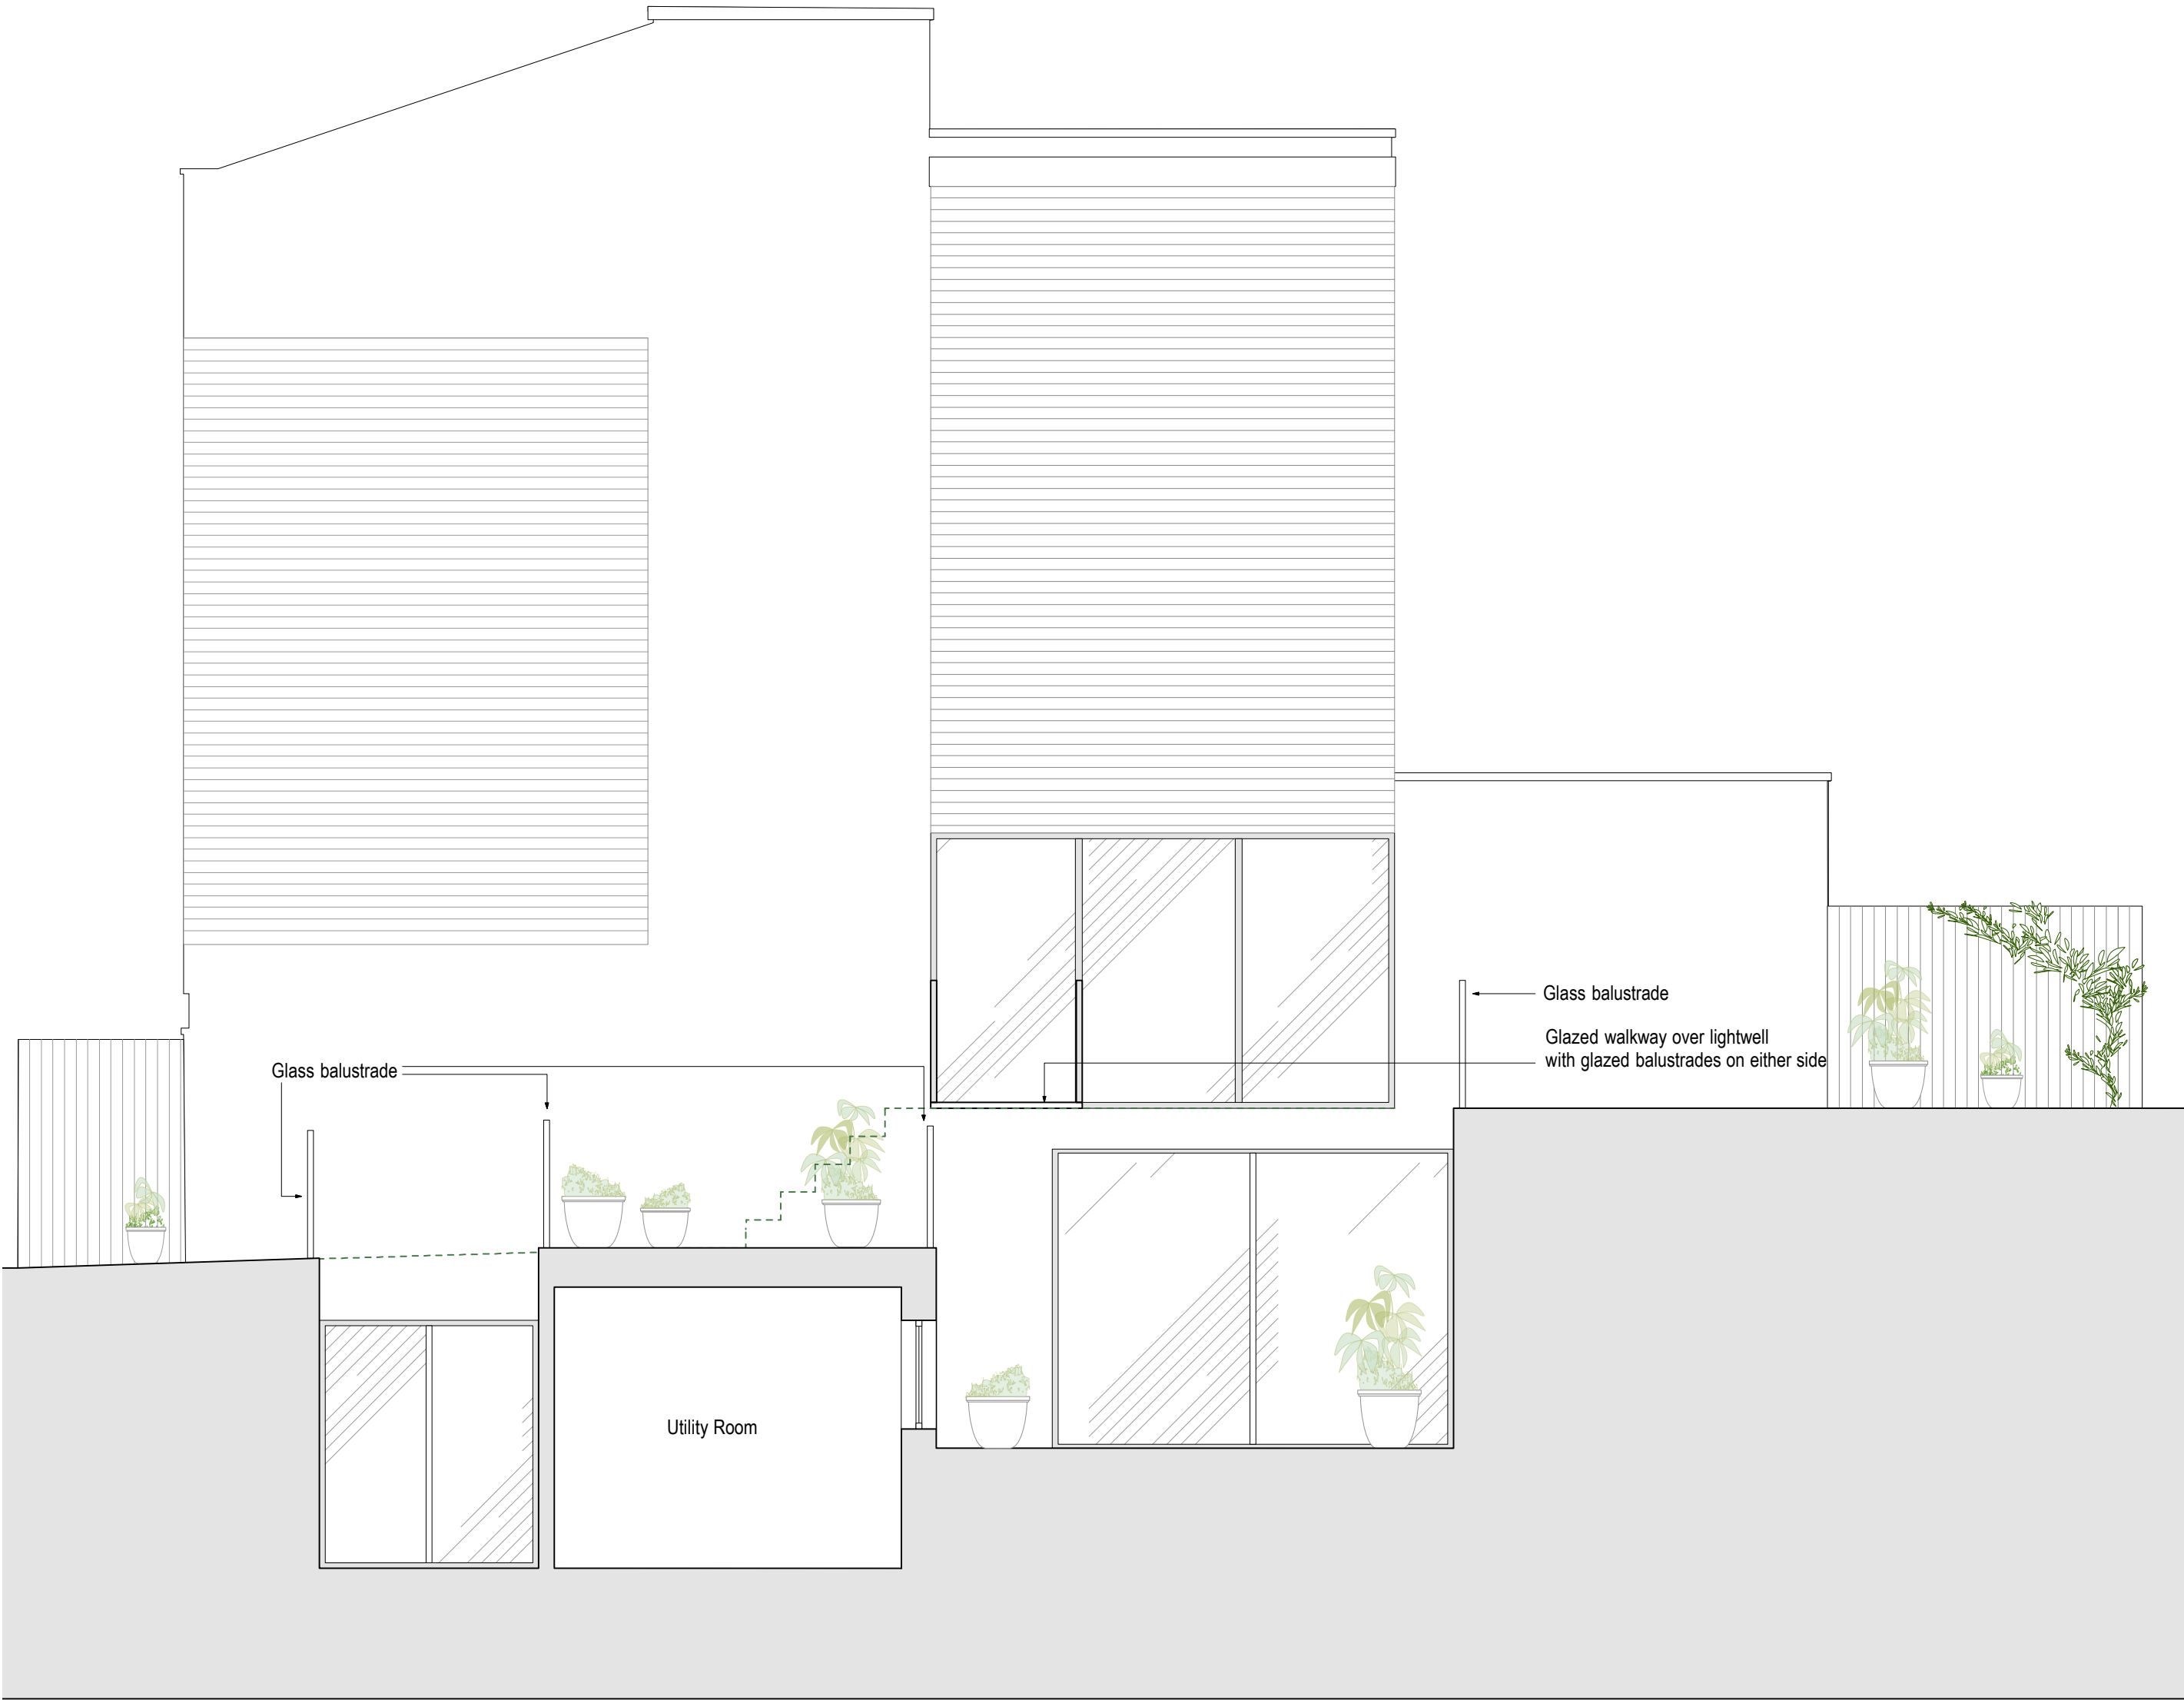 Glass balustrade
Glazed walkway over lightwell
with glazed balustrades on either side
Glass balustrade
Utility Room